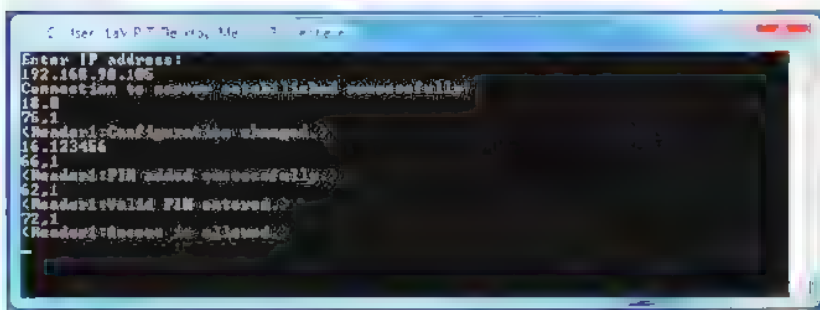 Enter IP address:
192.168.90.105
Connection to server established successfully
18.0
75.1
<Reader1:Configuration changed>
16.123456
66.1
<Reader1:PIN added successfully>
62.1
<Reader1:Valid PIN entered>
72.1
<Reader1:Access is allowed>